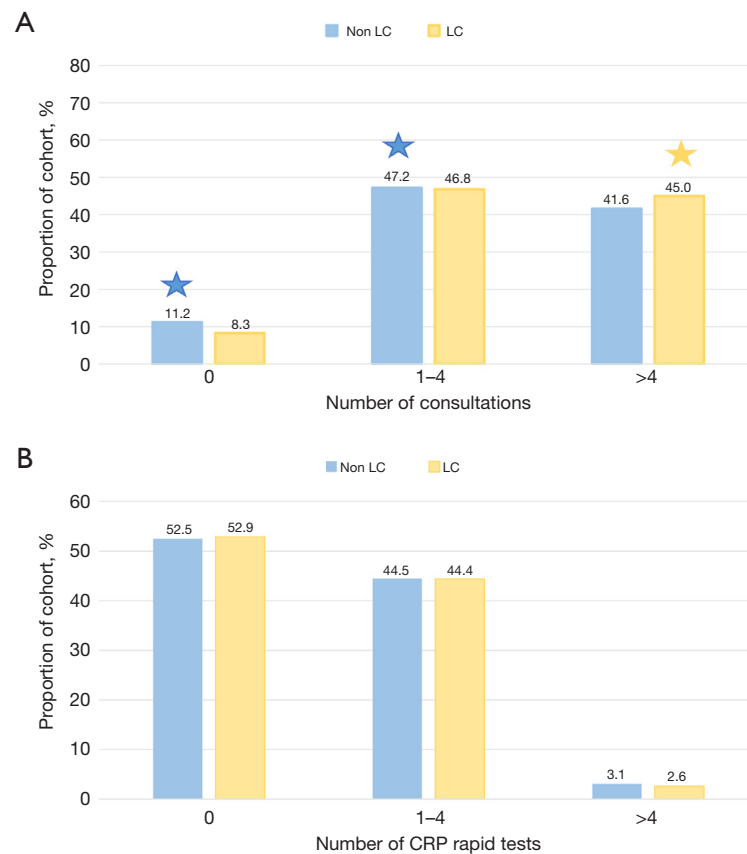 A
Non LC LC
Proportion of cohort, %
80
70
60
50
40
30
20
10
0
11.2
8.3
47.2
46.8
41.6
45.0
0 1–4 >4
Number of consultations
B
Non LC LC
Proportion of cohort, %
60
50
40
30
20
10
0
52.5
52.9
44.5
44.4
3.1
2.6
0 1–4 >4
Number of CRP rapid tests